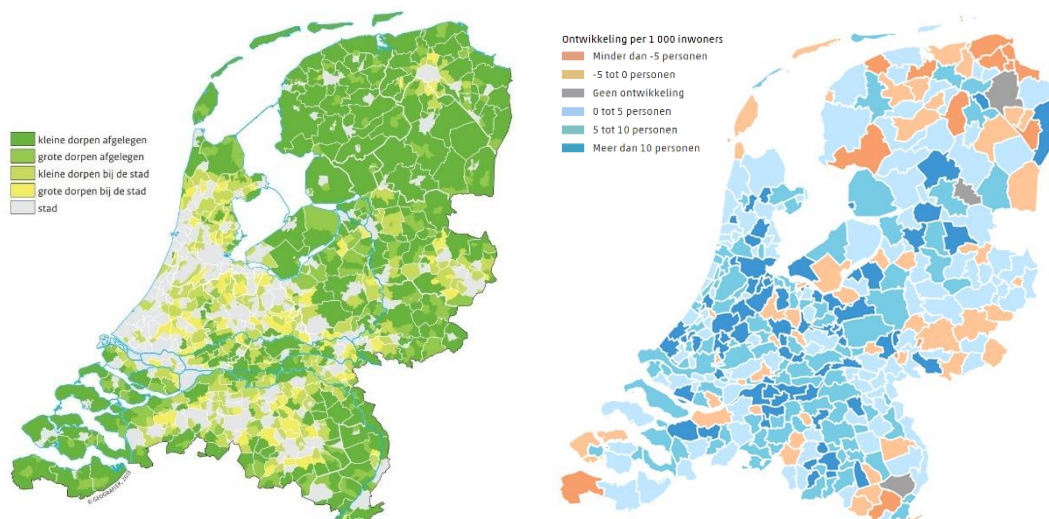 kleine dorpen afgelegen
grote dorpen afgelegen
kleine dorpen bij de stad
grote dorpen bij de stad
stad
© GEOGRAFIEK, 2015
Ontwikkeling per 1 000 inwoners
Minder dan -5 personen
-5 tot 0 personen
Geen ontwikkeling
0 tot 5 personen
5 tot 10 personen
Meer dan 10 personen